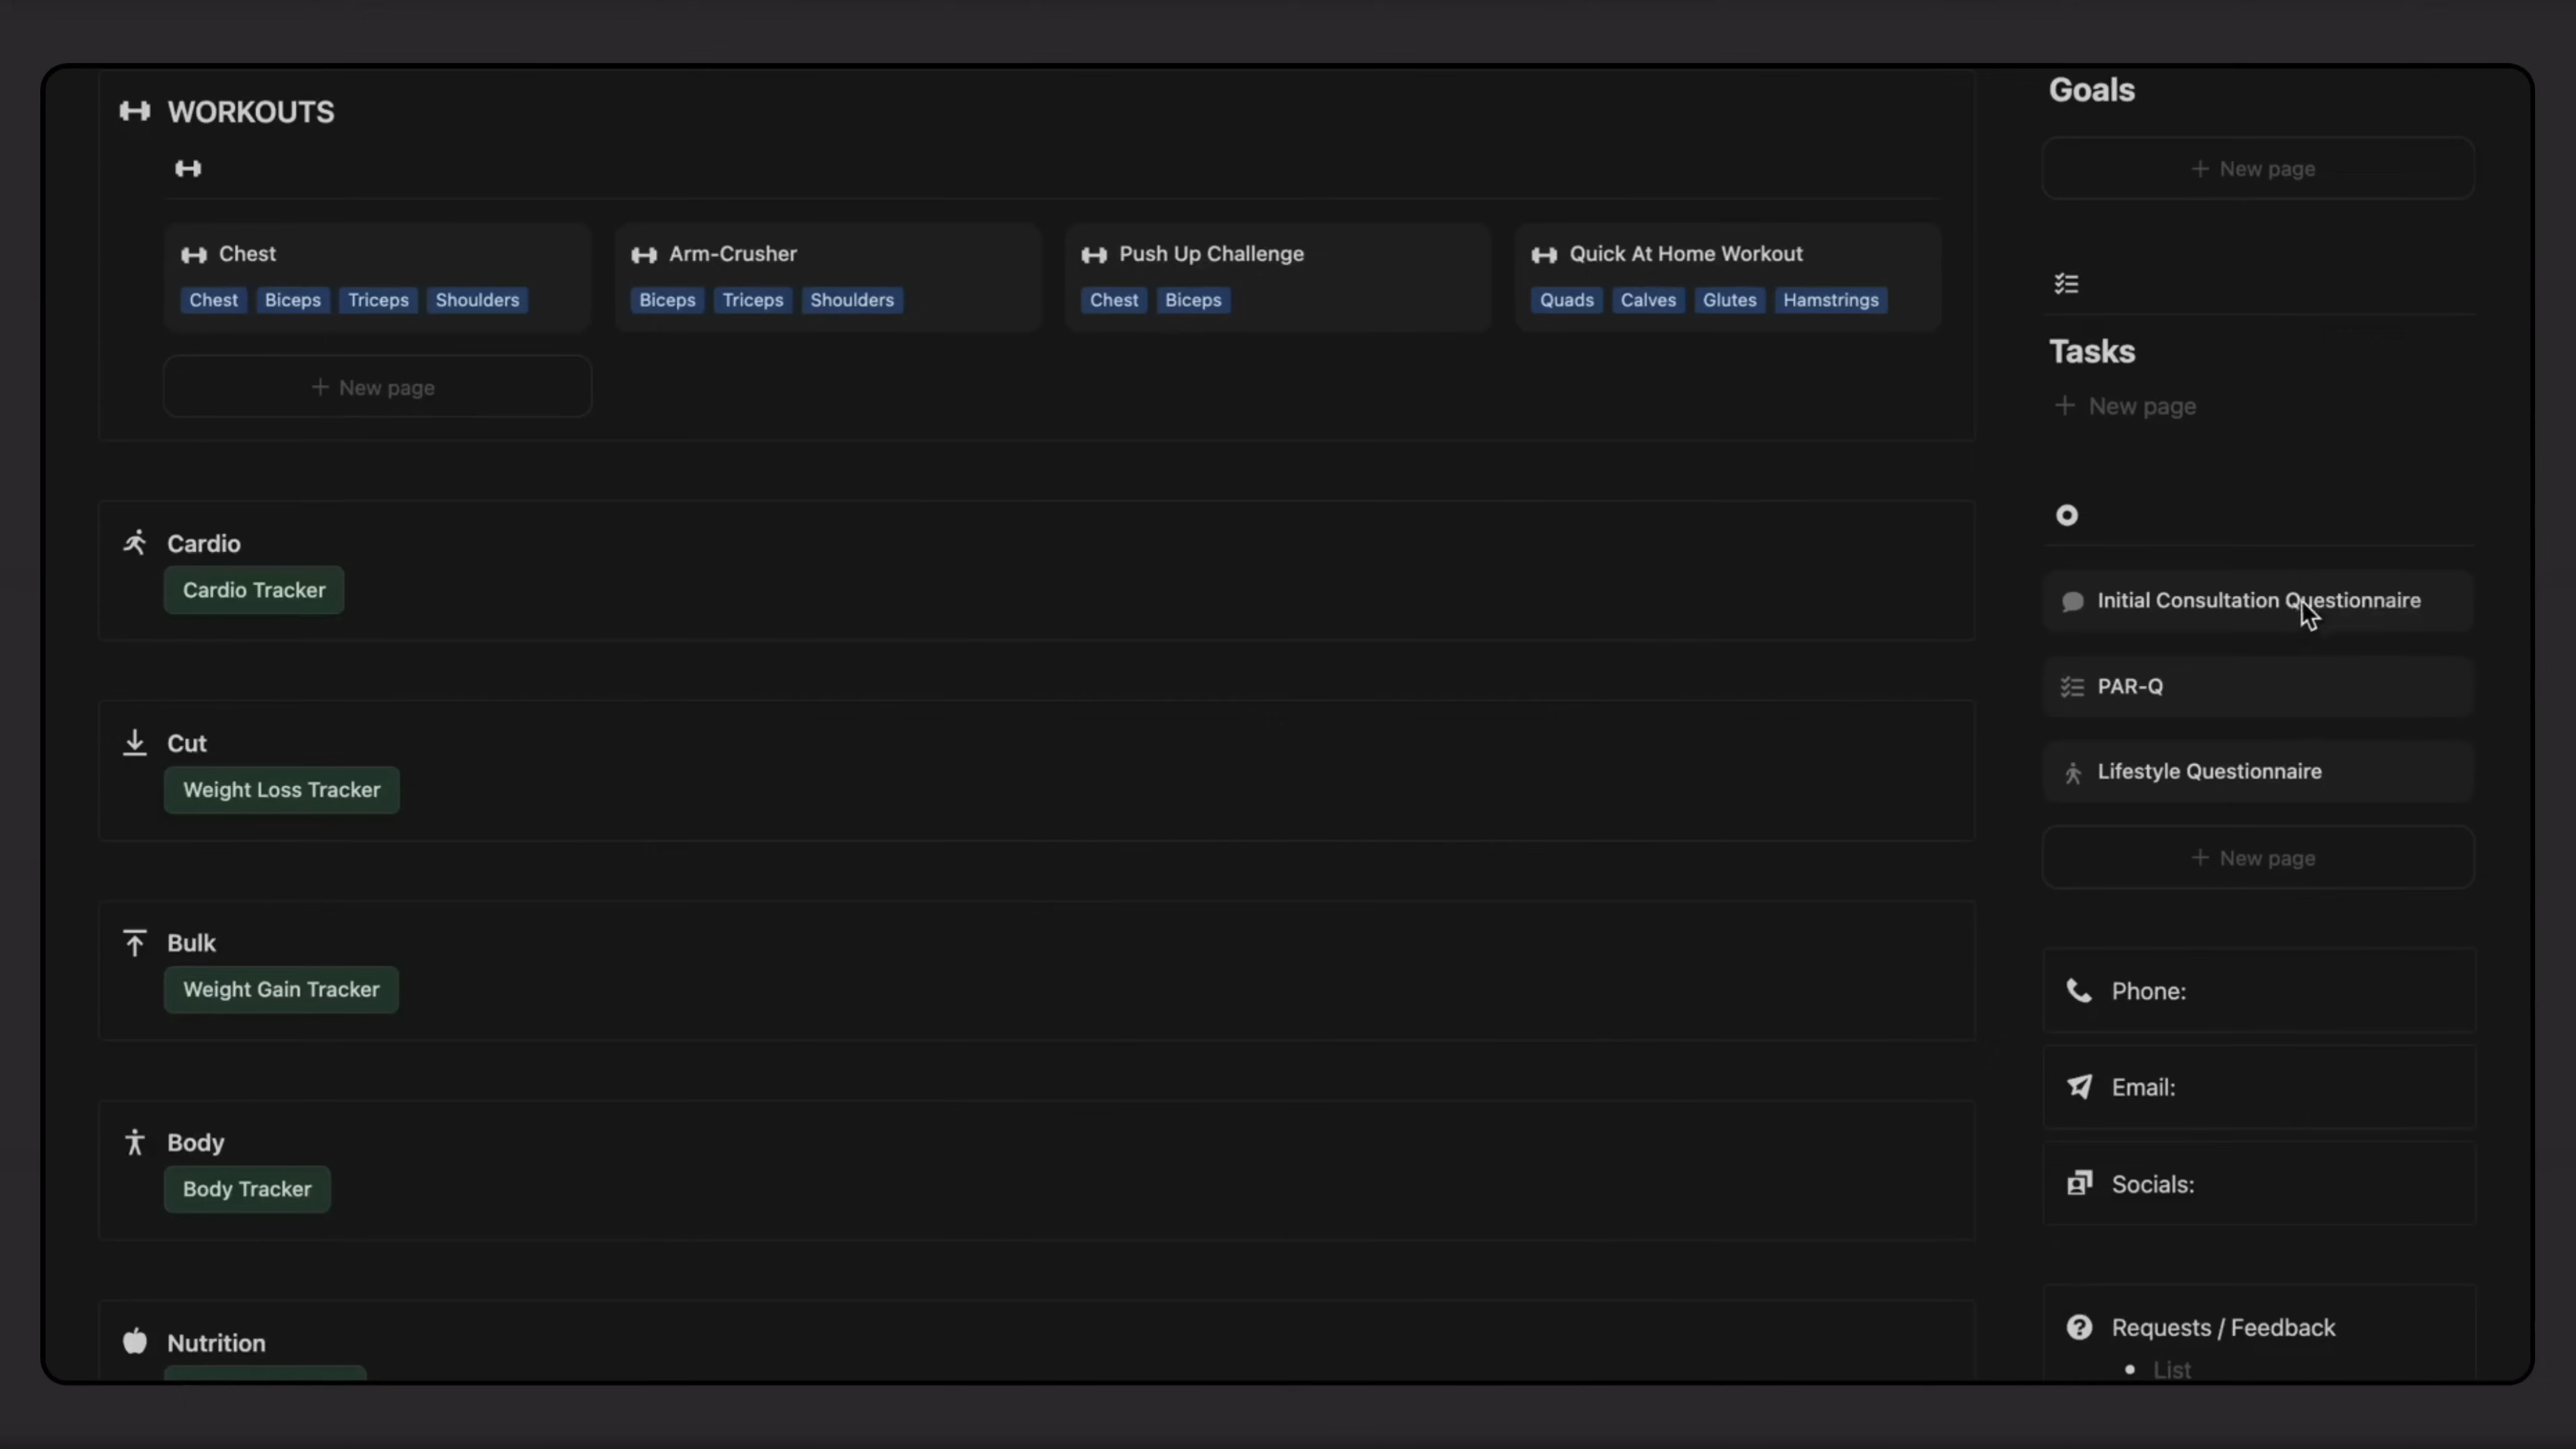 WORKOUTS
Chest
Chest Biceps Triceps Shoulders
Arm-Crusher
Biceps Triceps Shoulders
Push Up Challenge
Chest Biceps
Quick At Home Workout
Quads Calves Glutes Hamstrings
+ New page
Cardio
Cardio Tracker
Cut
Weight Loss Tracker
Bulk
Weight Gain Tracker
Body
Body Tracker
Nutrition
Goals
+ New page
Tasks
+ New page
Initial Consultation Questionnaire
PAR-Q
Lifestyle Questionnaire
+ New page
Phone:
Email:
Socials:
Requests / Feedback
• List